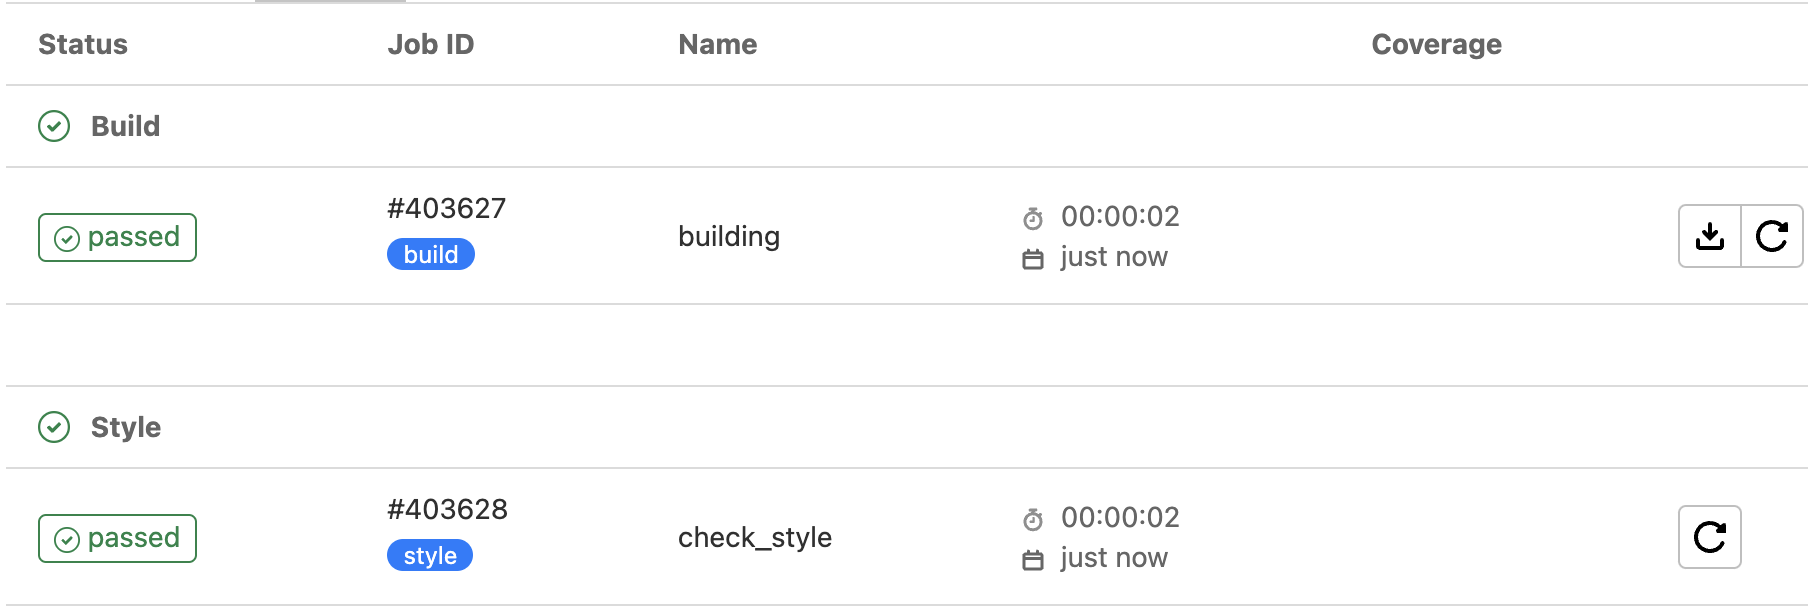 Status Job ID Name Coverage
Build
passed #403627 build building 00:00:02 just now
Style
passed #403628 style check_style 00:00:02 just now